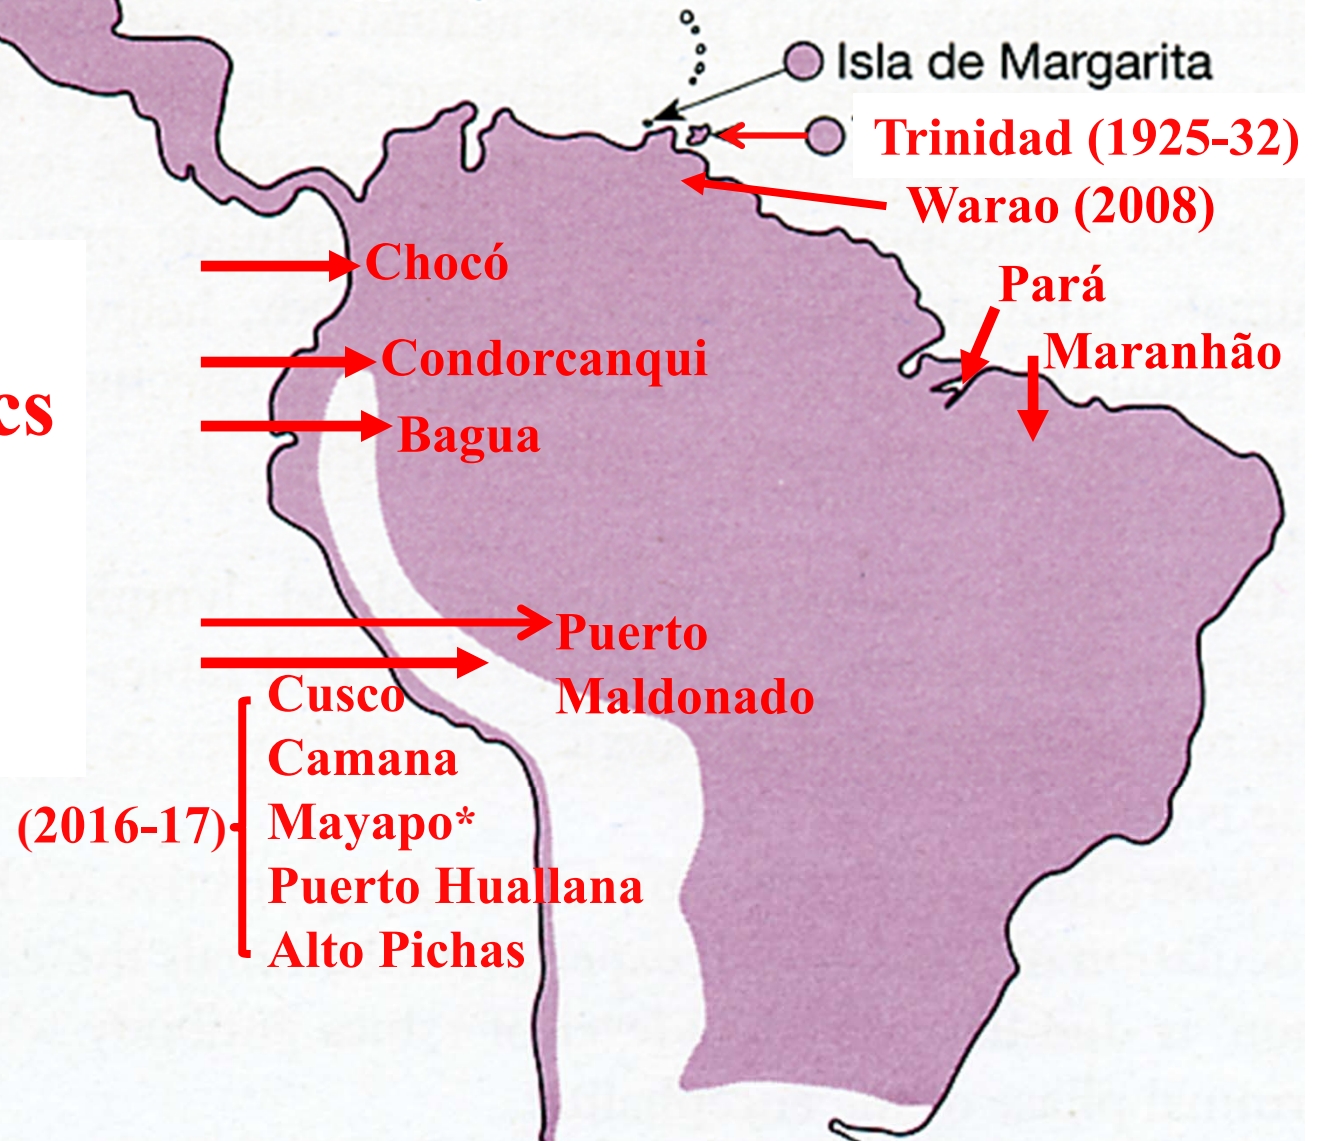 Isla de Margarita
Trinidad (1925-32)
Warao (2008)
Chocó
Pará
Maranhão
Condorcanqui
cs
Bagua
Puerto
Maldonado
Cusco
Camana
(2016-17)
Mayapo*
Puerto Huallana
Alto Pichas